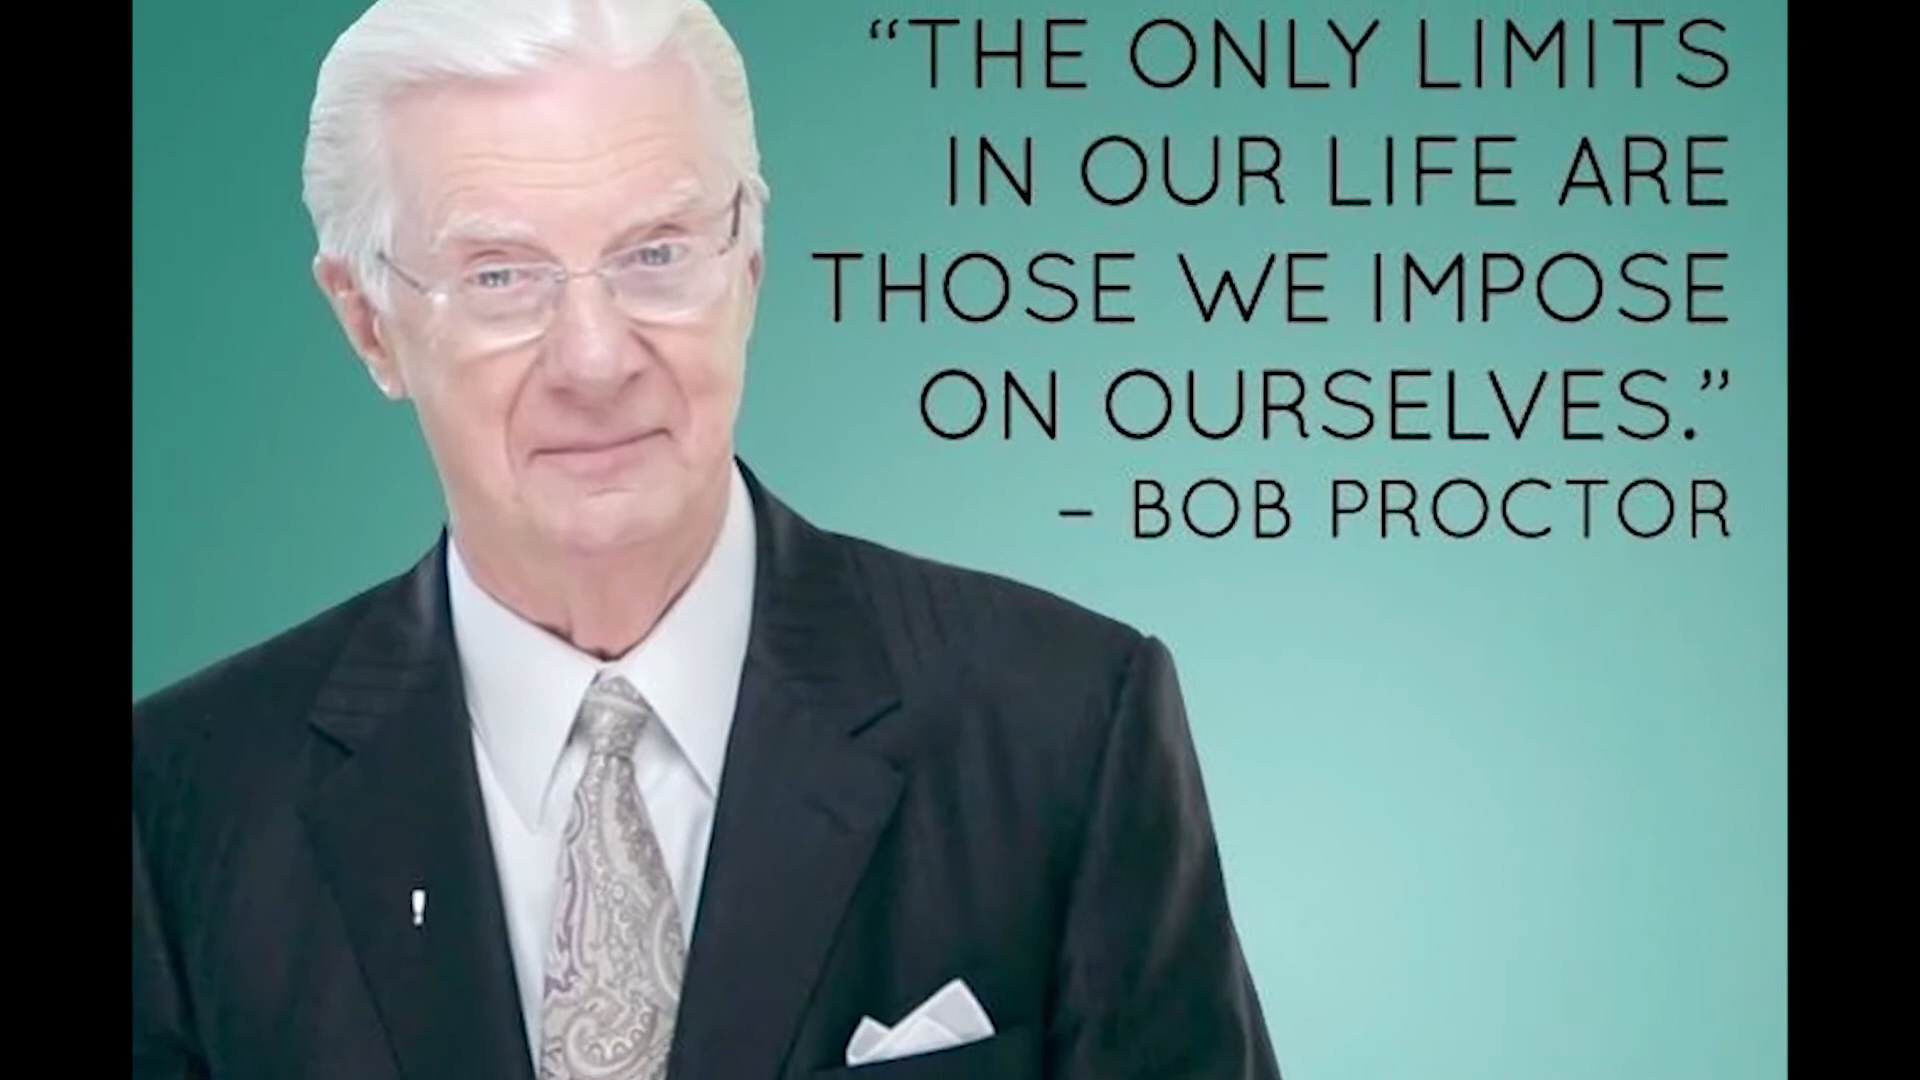 “THE ONLY LIMITS
IN OUR LIFE ARE
THOSE WE IMPOSE
ON OURSELVES.”
– BOB PROCTOR